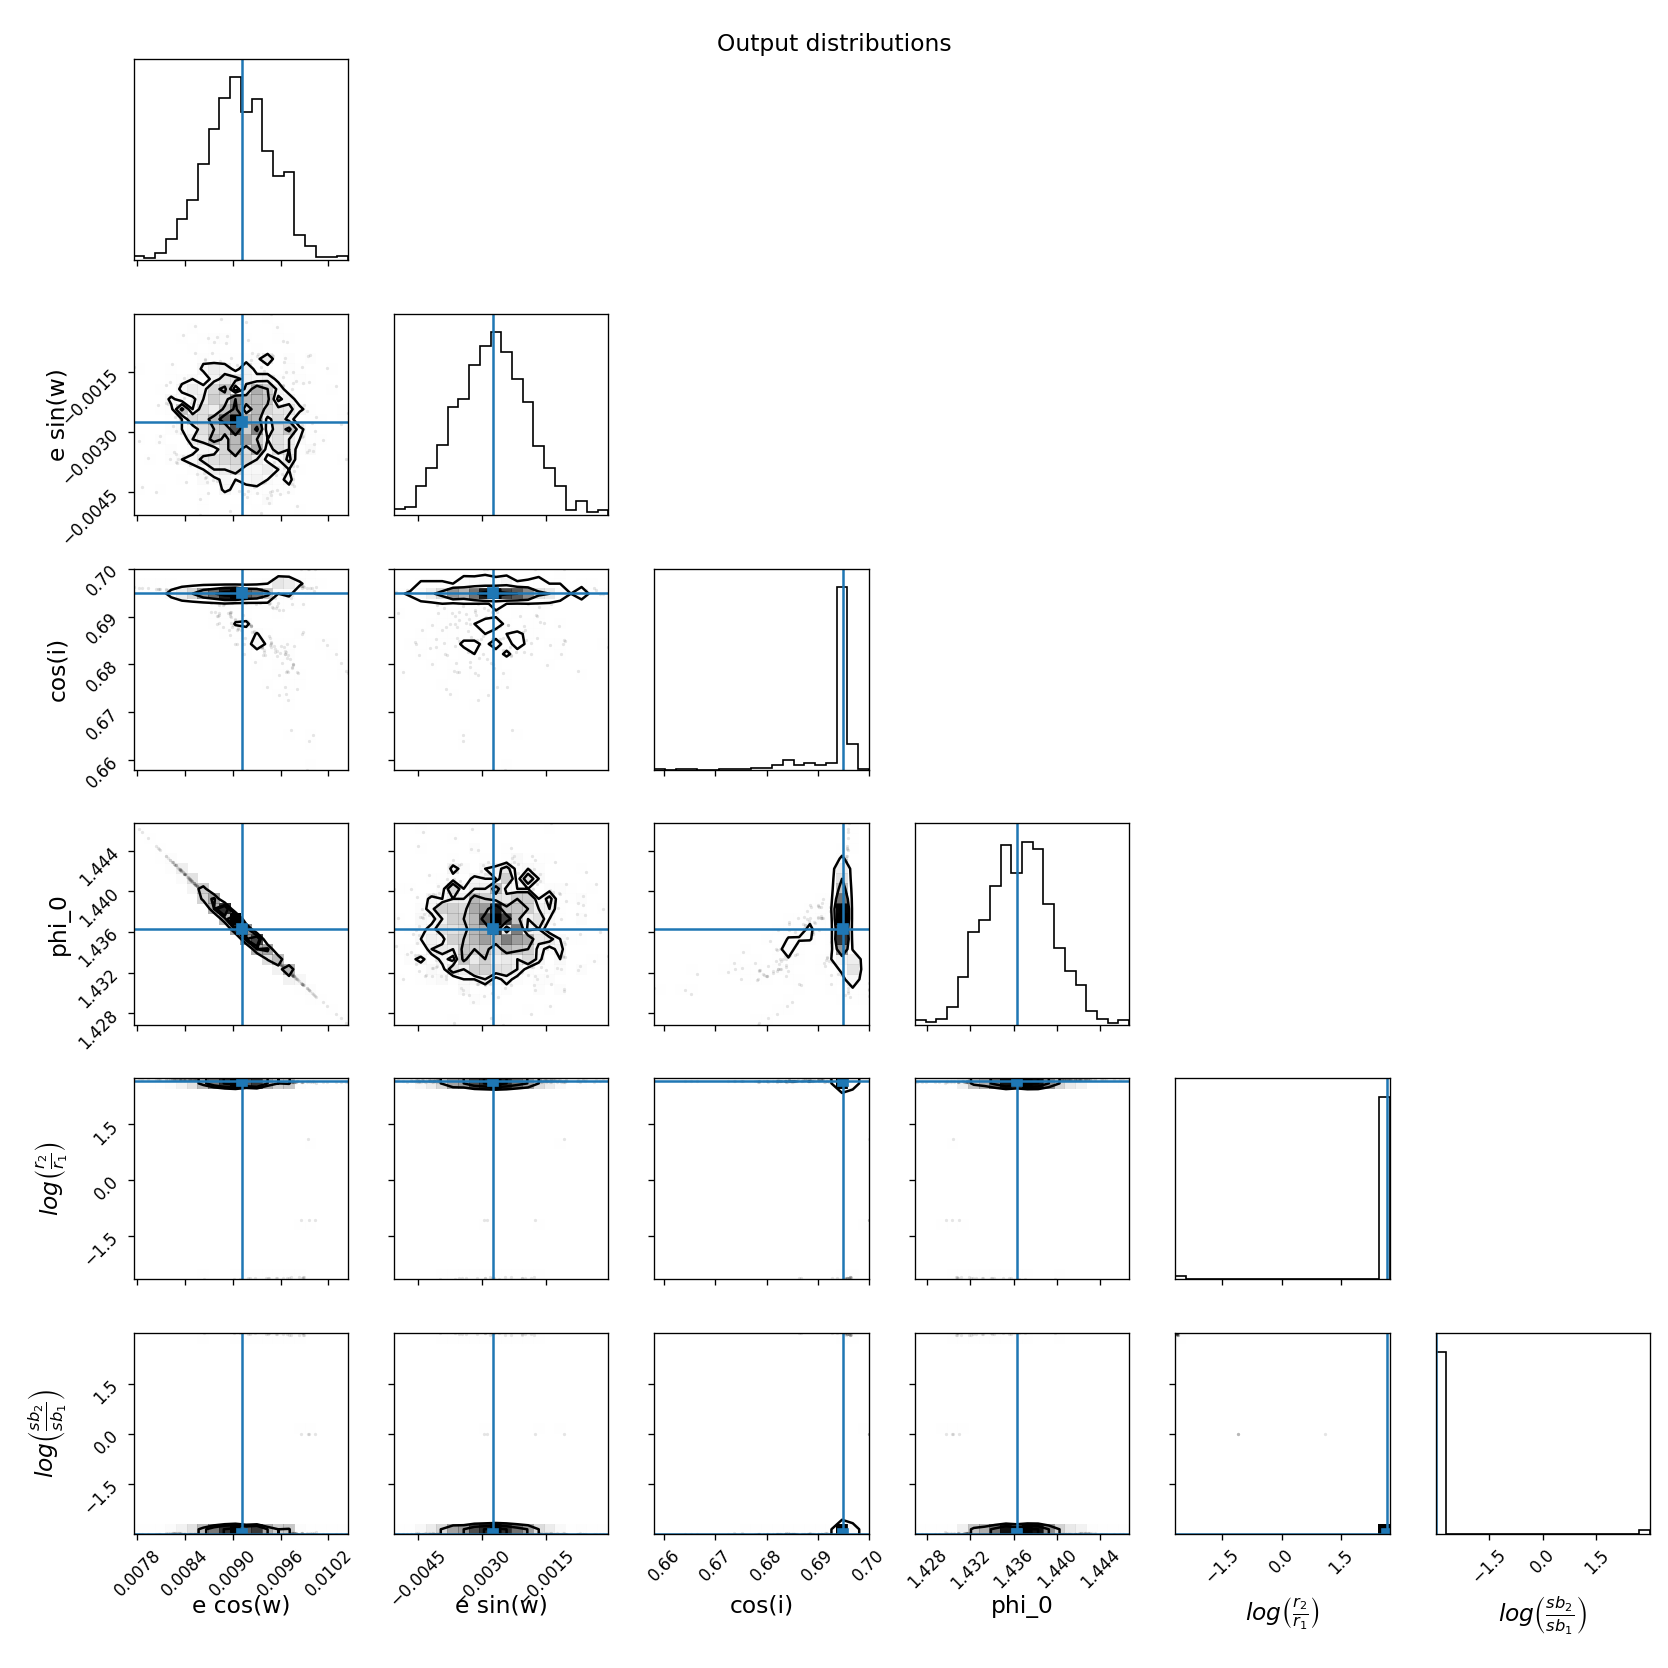 Output distributions
e sin(w)
−0.0015
−0.0030
−0.0045
cos(i)
0.70
0.69
0.68
0.67
0.66
phi_0
1.444
1.440
1.436
1.432
1.428
log(r₂/r₁)
1.5
0.0
−1.5
log(sb₂/sb₁)
1.5
0.0
−1.5
0.0078 0.0084 0.0090 0.0096 0.0102
−0.0045 −0.0030 −0.0015
0.66 0.67 0.68 0.69 0.70
1.428 1.432 1.436 1.440 1.444
−1.5 0.0 1.5
−1.5 0.0 1.5
e cos(w)
e sin(w)
cos(i)
phi_0
log(r₂/r₁)
log(sb₂/sb₁)